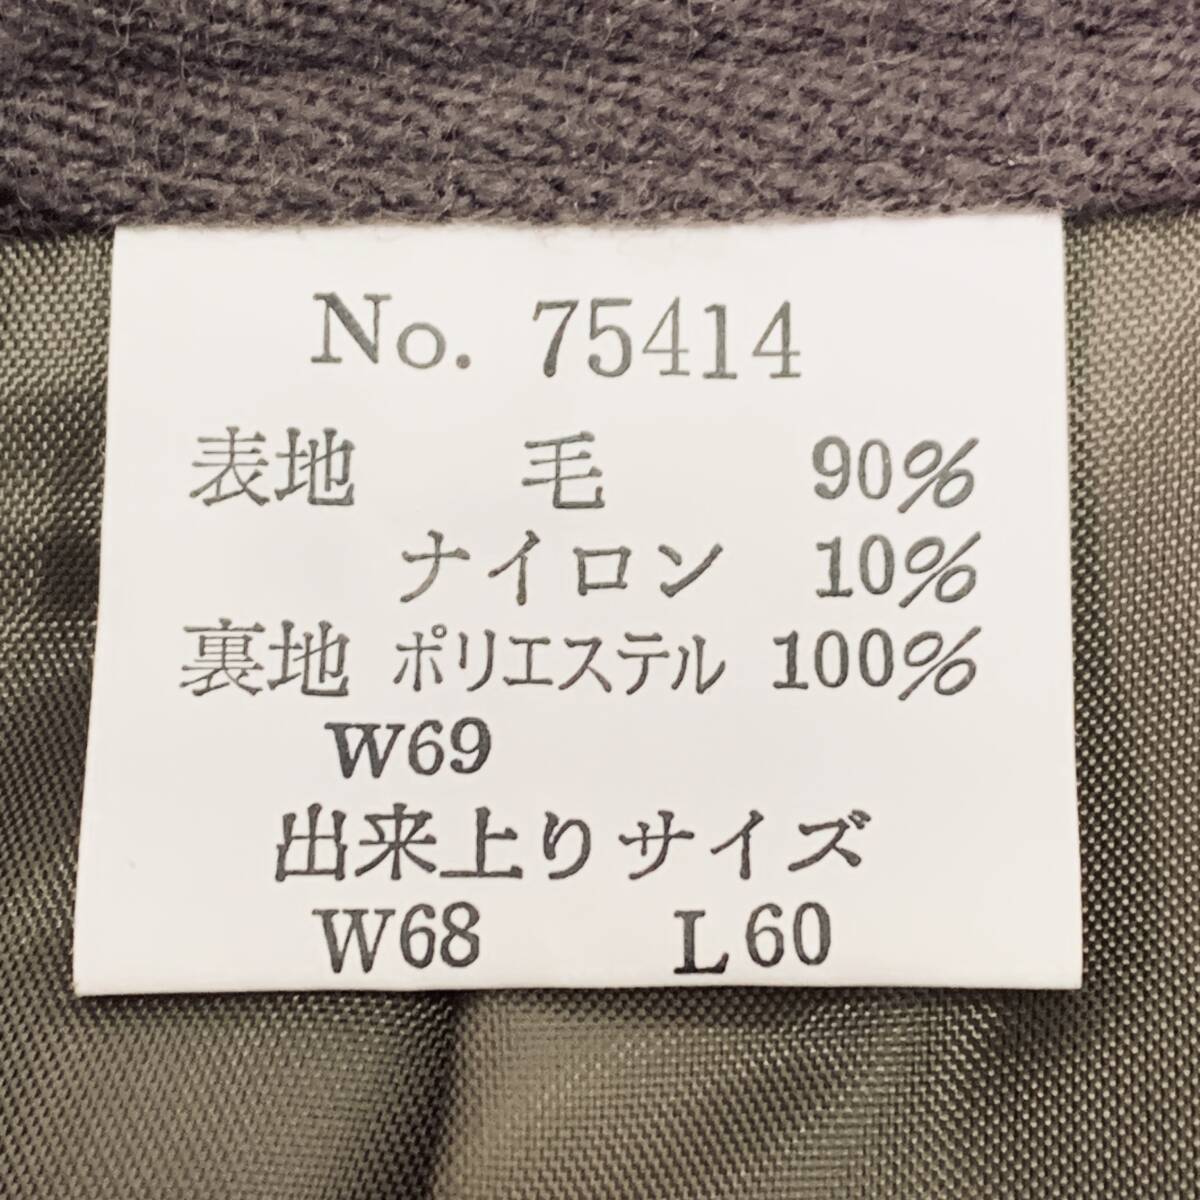 No. 75414
表地 毛 90%
ナイロン 10%
裏地 ポリエステル 100%
W69
出来上りサイズ
W68 L60